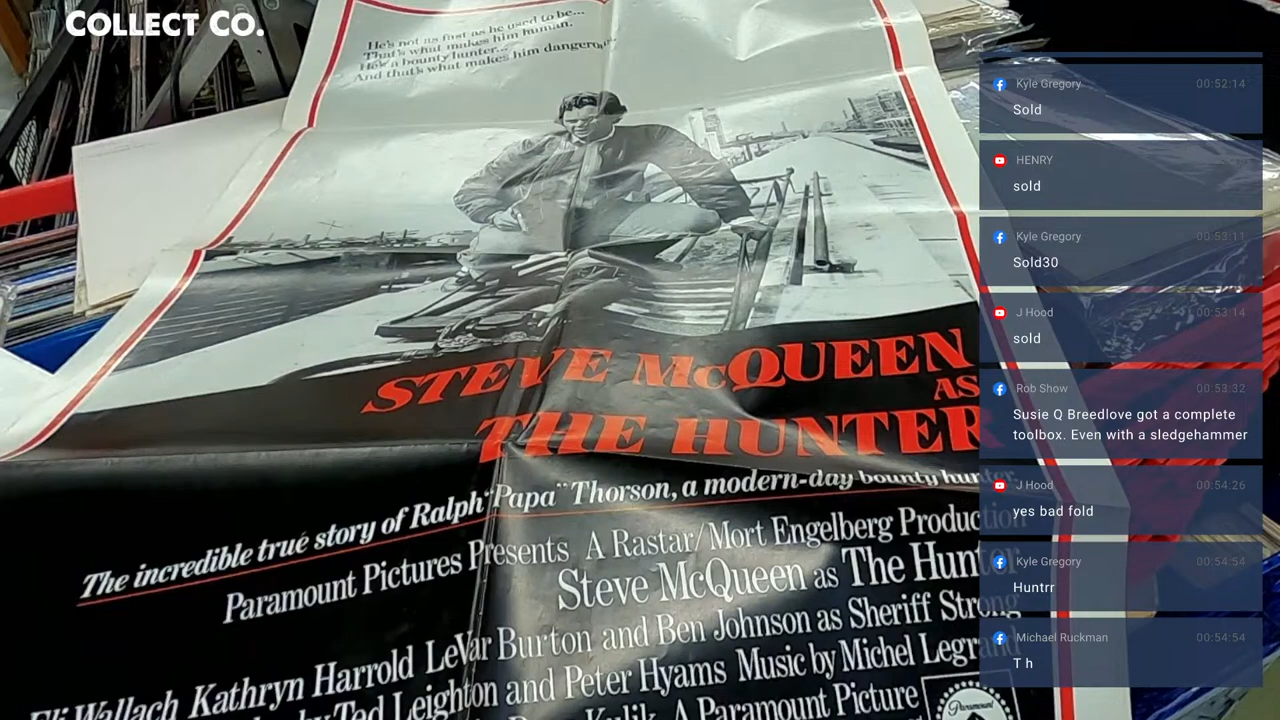 COLLECT CO.
He's not as fast as he used to be...
That's what makes him human.
He's a bounty hunter...
And that's what makes him dangerous
STEVE McQUEEN
AS
THE HUNTER
The incredible true story of Ralph "Papa" Thorson, a modern-day bounty hunter.
Paramount Pictures Presents A Rastar/Mort Engelberg Production
Steve McQueen as The Hunter
Eli Wallach Kathryn Harrold LeVar Burton and Ben Johnson as Sheriff Strong
by Ted Leighton and Peter Hyams Music by Michel Legrand
Kulik A Paramount Picture
Paramount
Kyle Gregory 00:52:14
Sold
HENRY
sold
Kyle Gregory 00:53:11
Sold30
J Hood 00:53:14
sold
Rob Show 00:53:32
Susie Q Breedlove got a complete
toolbox. Even with a sledgehammer
J Hood 00:54:26
yes bad fold
Kyle Gregory 00:54:54
Huntrr
Michael Ruckman 00:54:54
T h